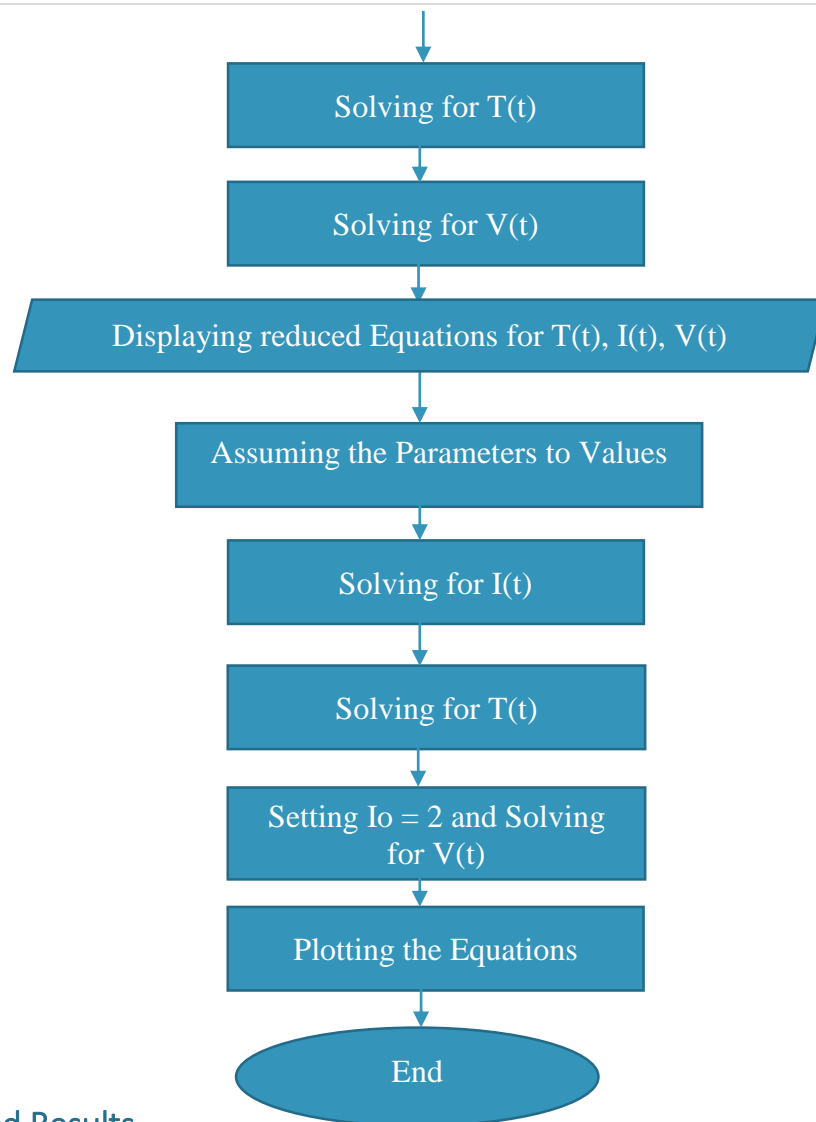 Solving for T(t)
Solving for V(t)
Displaying reduced Equations for T(t), I(t), V(t)
Assuming the Parameters to Values
Solving for I(t)
Solving for T(t)
Setting Io = 2 and Solving
for V(t)
Plotting the Equations
End
Results